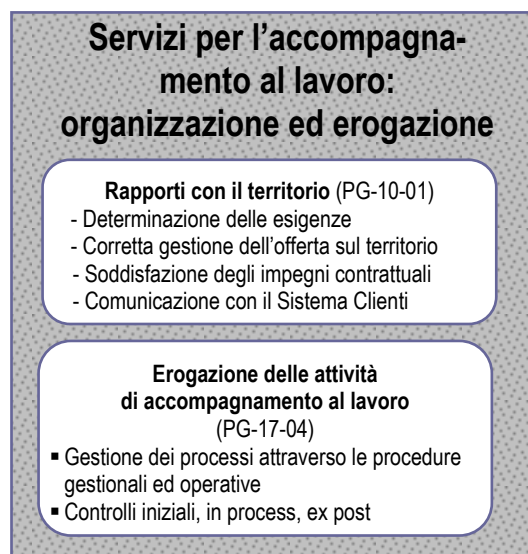 Servizi per l’accompagna-
mento al lavoro:
organizzazione ed erogazione
Rapporti con il territorio (PG-10-01)
- Determinazione delle esigenze
- Corretta gestione dell’offerta sul territorio
- Soddisfazione degli impegni contrattuali
- Comunicazione con il Sistema Clienti
Erogazione delle attività
di accompagnamento al lavoro
(PG-17-04)
▪ Gestione dei processi attraverso le procedure
gestionali ed operative
▪ Controlli iniziali, in process, ex post